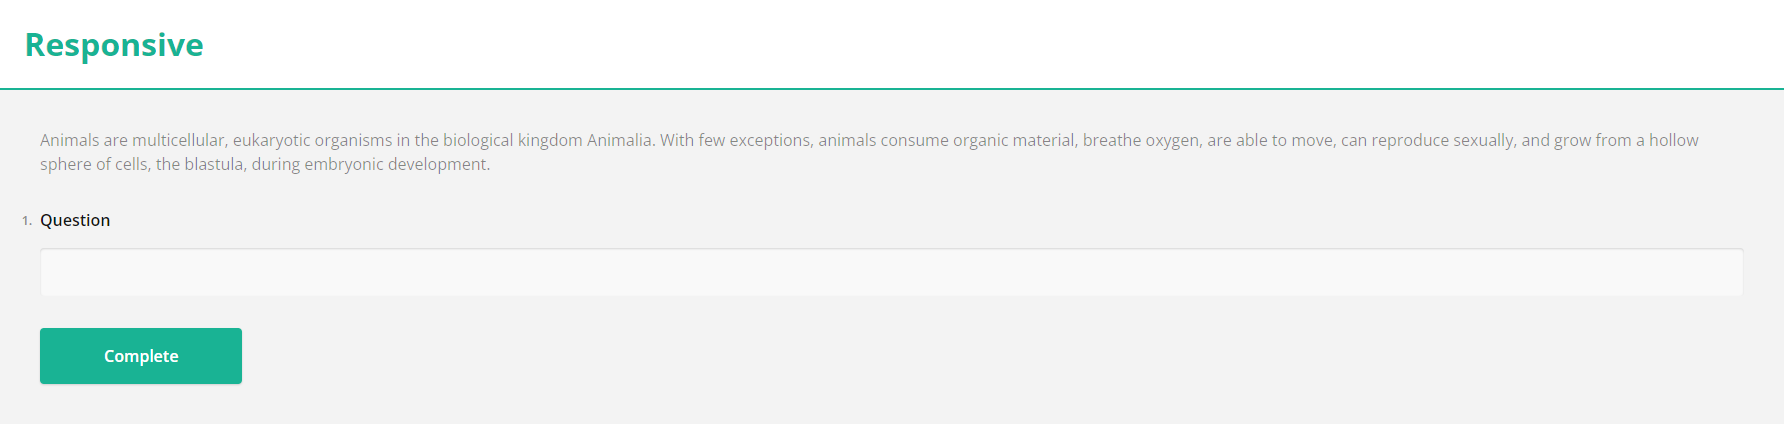 Responsive
Animals are multicellular, eukaryotic organisms in the biological kingdom Animalia. With few exceptions, animals consume organic material, breathe oxygen, are able to move, can reproduce sexually, and grow from a hollow
sphere of cells, the blastula, during embryonic development.
1. Question
Complete